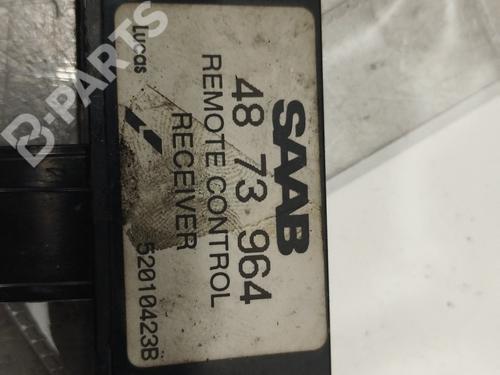 SAAB
48 73 964
REMOTE CONTROL
RECEIVER
Lucas
52010423B
B-PARTS